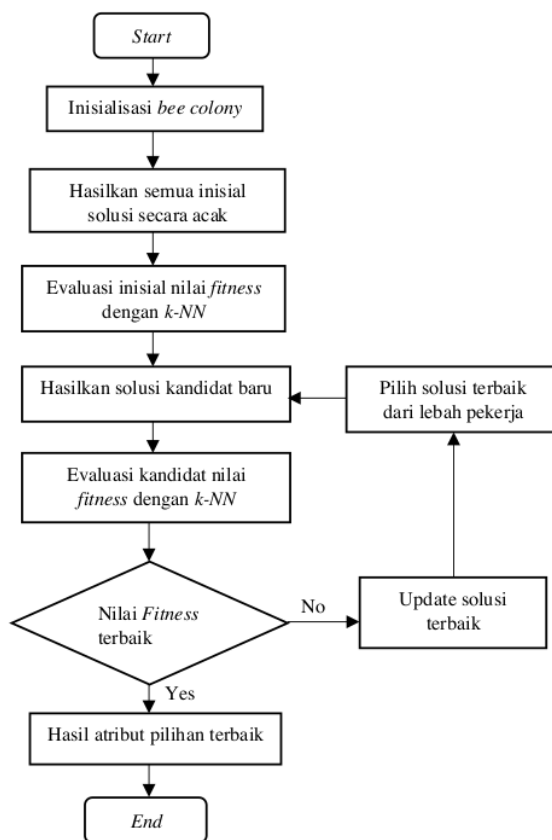 Start
Inisialisasi bee colony
Hasilkan semua inisial
solusi secara acak
Evaluasi inisial nilai fitness
dengan k-NN
Hasilkan solusi kandidat baru
Pilih solusi terbaik
dari lebah pekerja
Evaluasi kandidat nilai
fitness dengan k-NN
Nilai Fitness
terbaik
No
Update solusi
terbaik
Yes
Hasil atribut pilihan terbaik
End